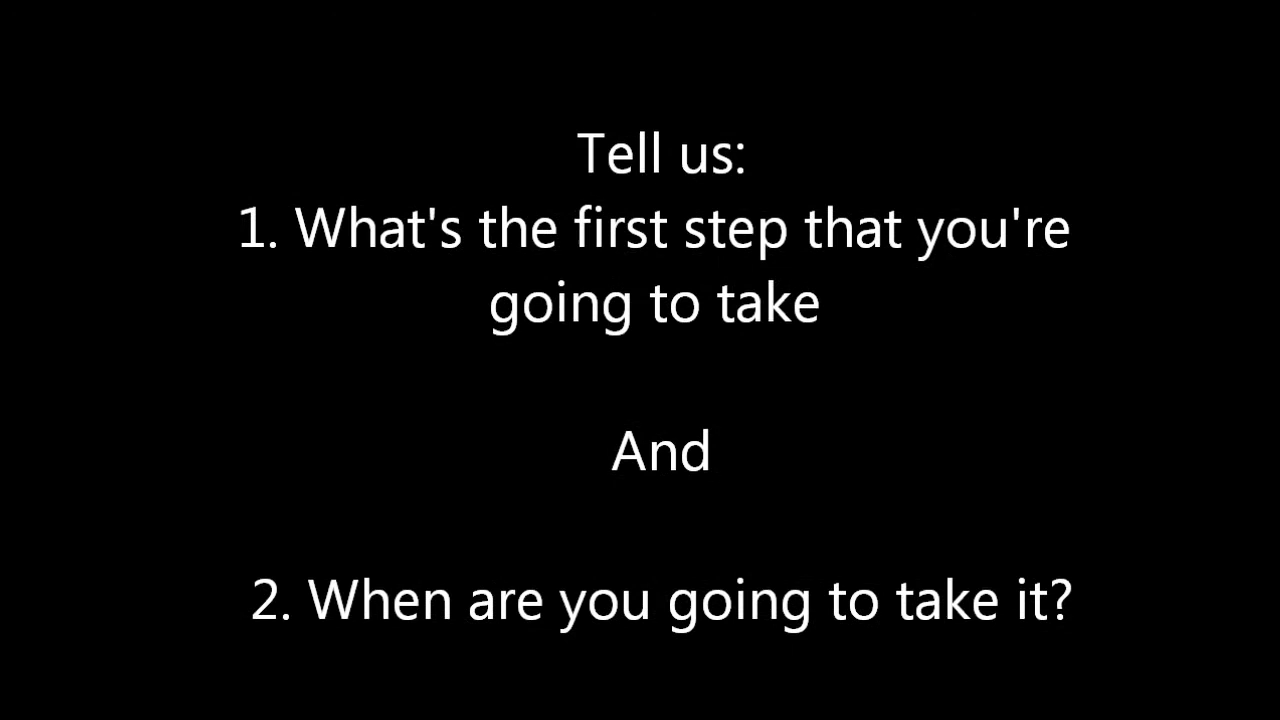 Tell us:
1. What's the first step that you're
going to take
And
2. When are you going to take it?